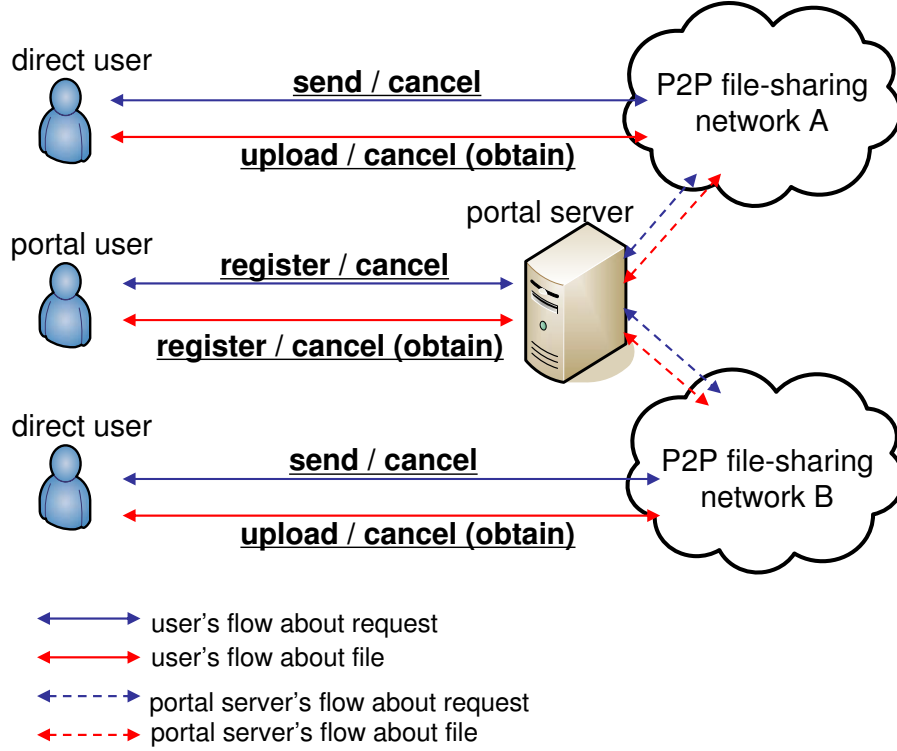 direct user
send / cancel
P2P file-sharing
network A
upload / cancel (obtain)
portal server
portal user
register / cancel
register / cancel (obtain)
direct user
send / cancel
P2P file-sharing
network B
upload / cancel (obtain)
user's flow about request
user's flow about file
portal server's flow about request
portal server's flow about file